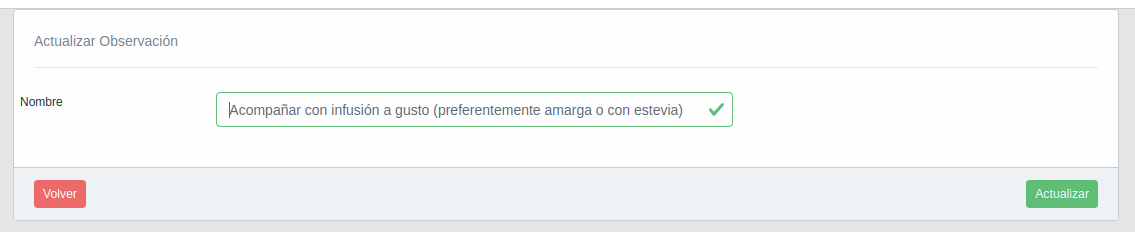 Actualizar Observación
Nombre
Acompañar con infusión a gusto (preferentemente amarga o con estevia)
Volver
Actualizar